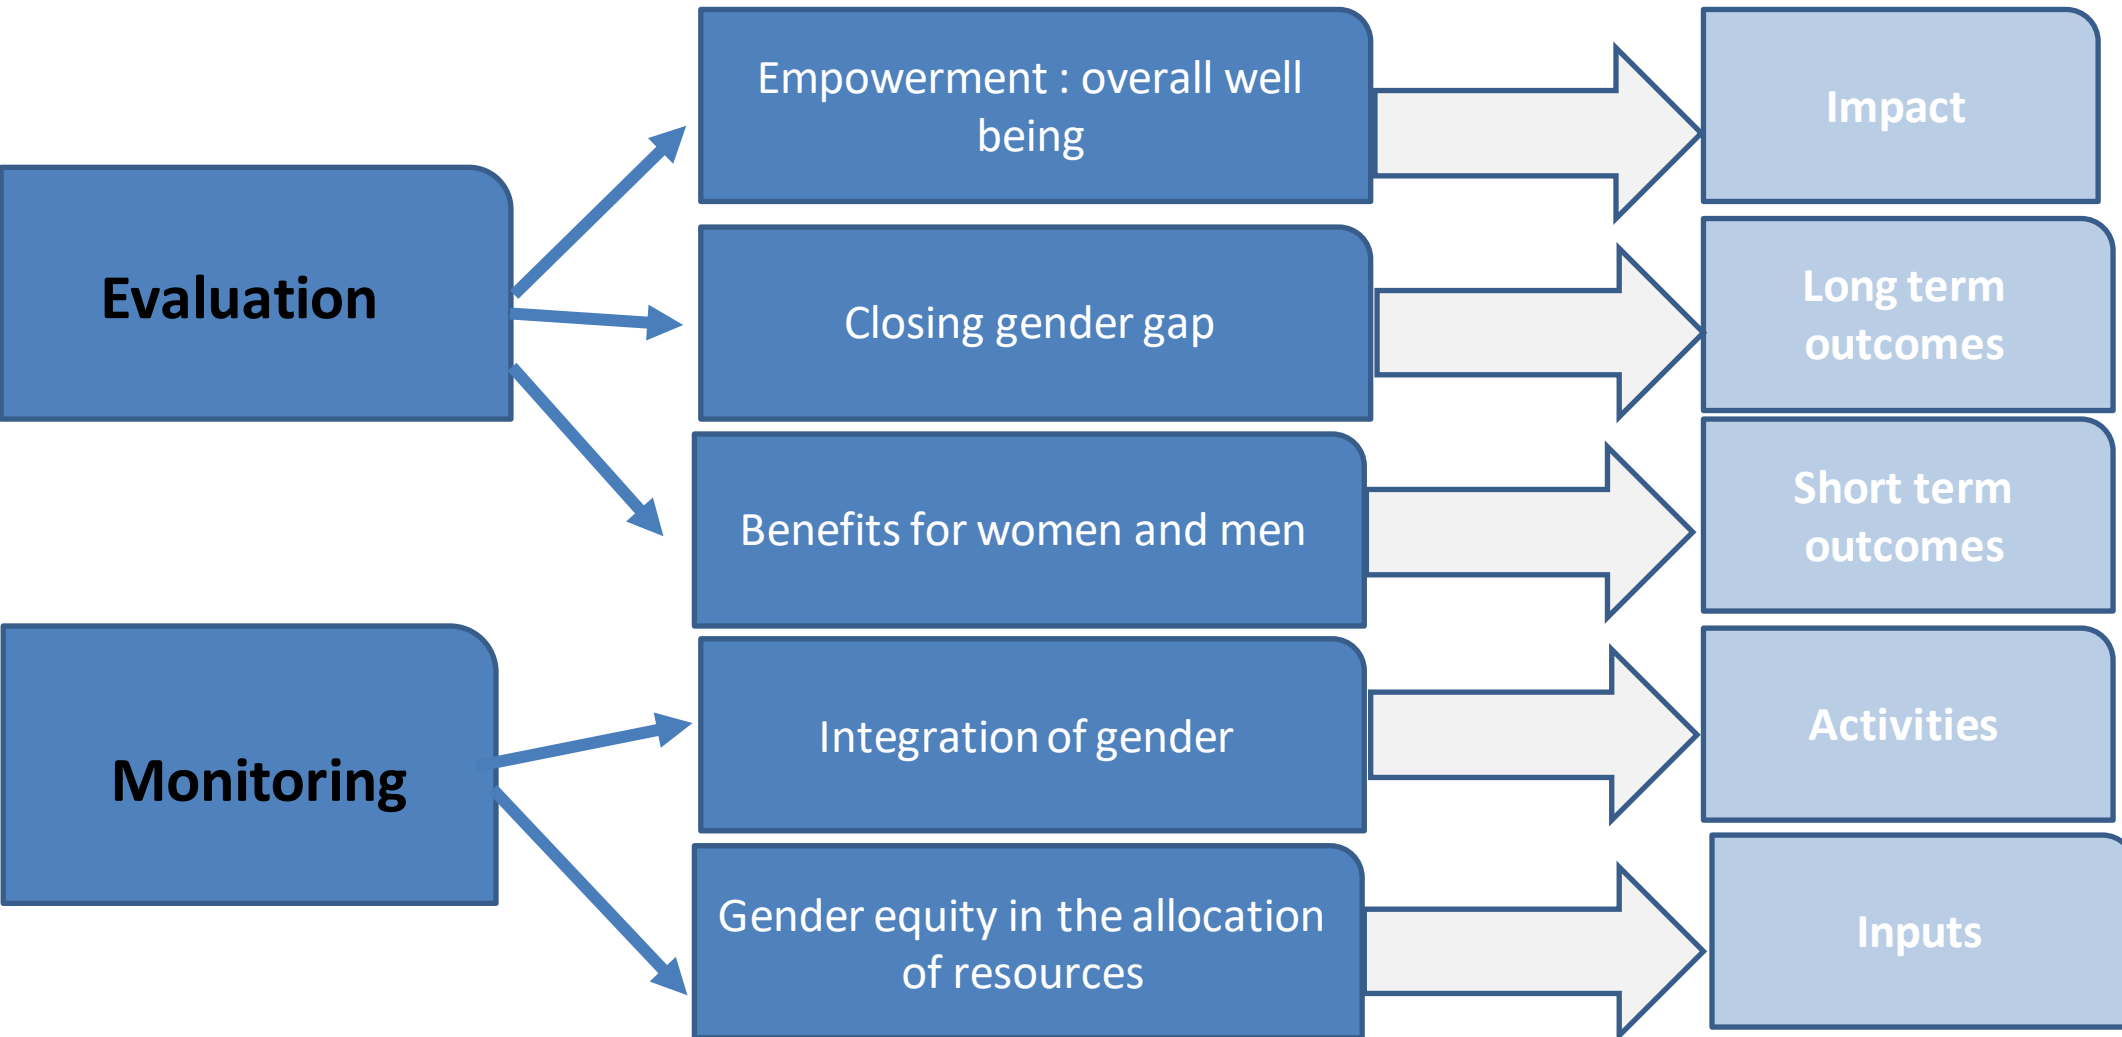 Evaluation
Empowerment : overall well
being
Impact
Closing gender gap
Long term
outcomes
Benefits for women and men
Short term
outcomes
Monitoring
Integration of gender
Activities
Gender equity in the allocation
of resources
Inputs